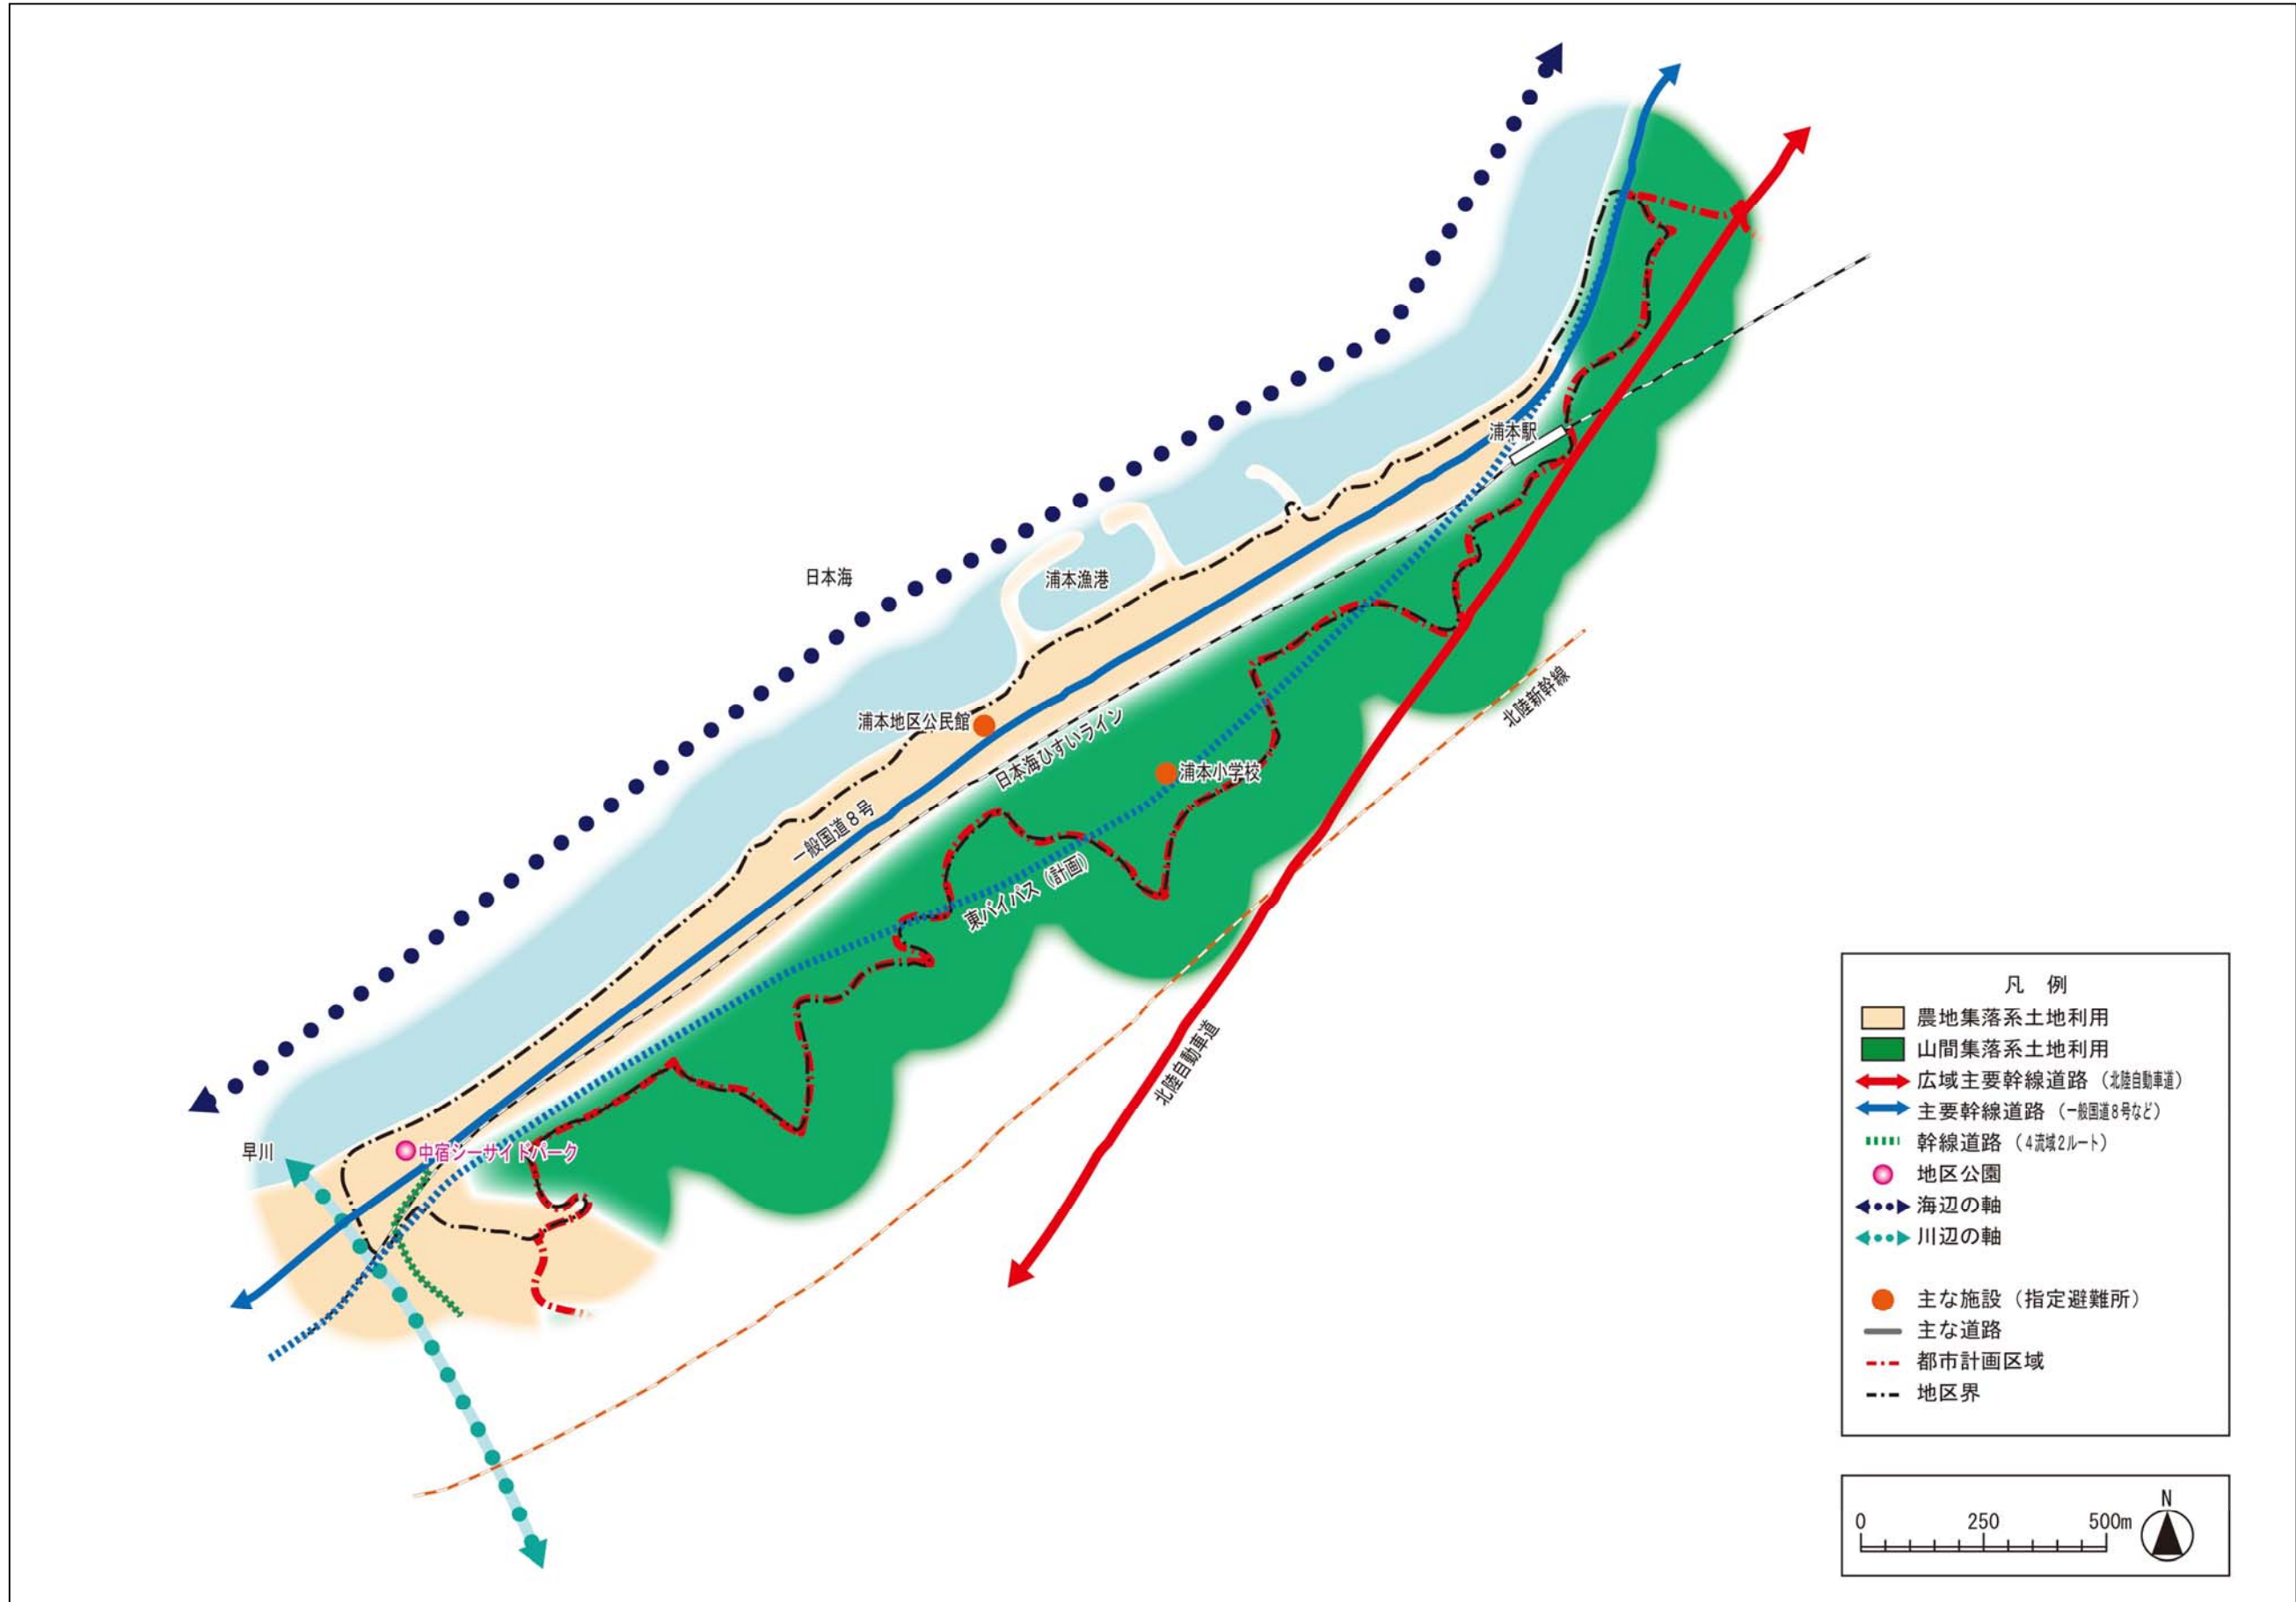 浦本駅
日本海
浦本漁港
北陸新幹線
浦本地区公民館
日本海ひすいライン
浦本小学校
一般国道８号
東バイパス（計画）
北陸自動車道
早川
中宿シーサイドパーク
凡　例
農地集落系土地利用
山間集落系土地利用
広域主要幹線道路（北陸自動車道）
主要幹線道路（一般国道８号など）
幹線道路（４流域２ルート）
地区公園
海辺の軸
川辺の軸
主な施設（指定避難所）
主な道路
都市計画区域
地区界
N
0　250　500m